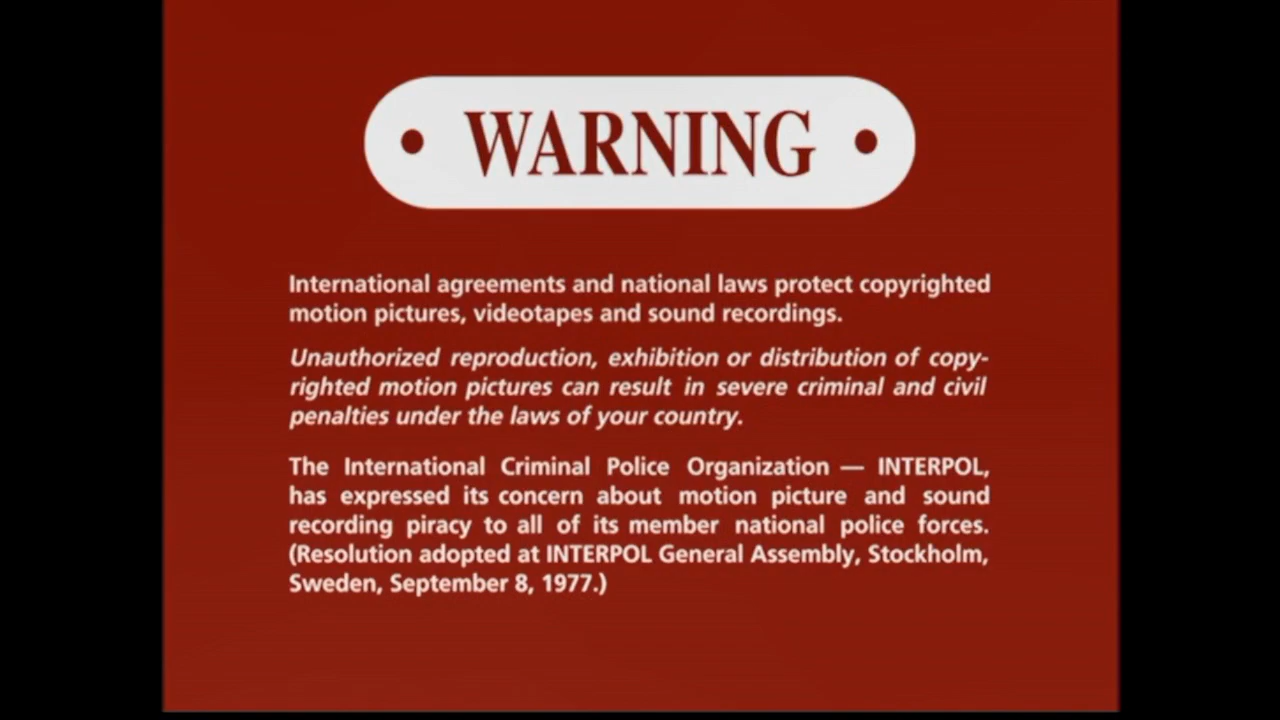 WARNING
International agreements and national laws protect copyrighted
motion pictures, videotapes and sound recordings.
Unauthorized reproduction, exhibition or distribution of copy-
righted motion pictures can result in severe criminal and civil
penalties under the laws of your country.
The International Criminal Police Organization — INTERPOL,
has expressed its concern about motion picture and sound
recording piracy to all of its member national police forces.
(Resolution adopted at INTERPOL General Assembly, Stockholm,
Sweden, September 8, 1977.)